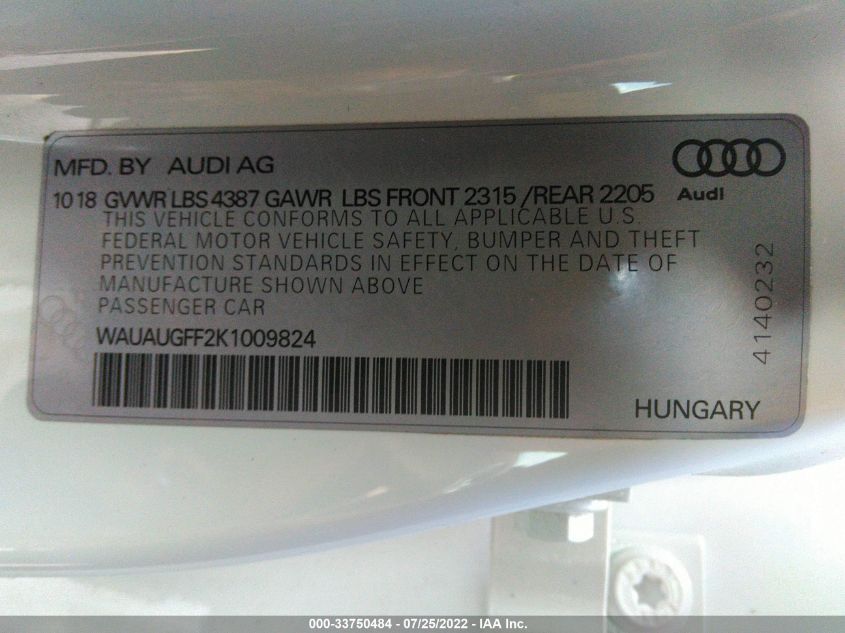 MFD. BY AUDI AG
10 18 GVWR LBS 4387 GAWR LBS FRONT 2315 /REAR 2205
Audi
THIS VEHICLE CONFORMS TO ALL APPLICABLE U.S.
FEDERAL MOTOR VEHICLE SAFETY, BUMPER AND THEFT
PREVENTION STANDARDS IN EFFECT ON THE DATE OF
MANUFACTURE SHOWN ABOVE
PASSENGER CAR
WAUAUGFF2K1009824
4140232
HUNGARY
000-33750484 - 07/25/2022 - IAA Inc.